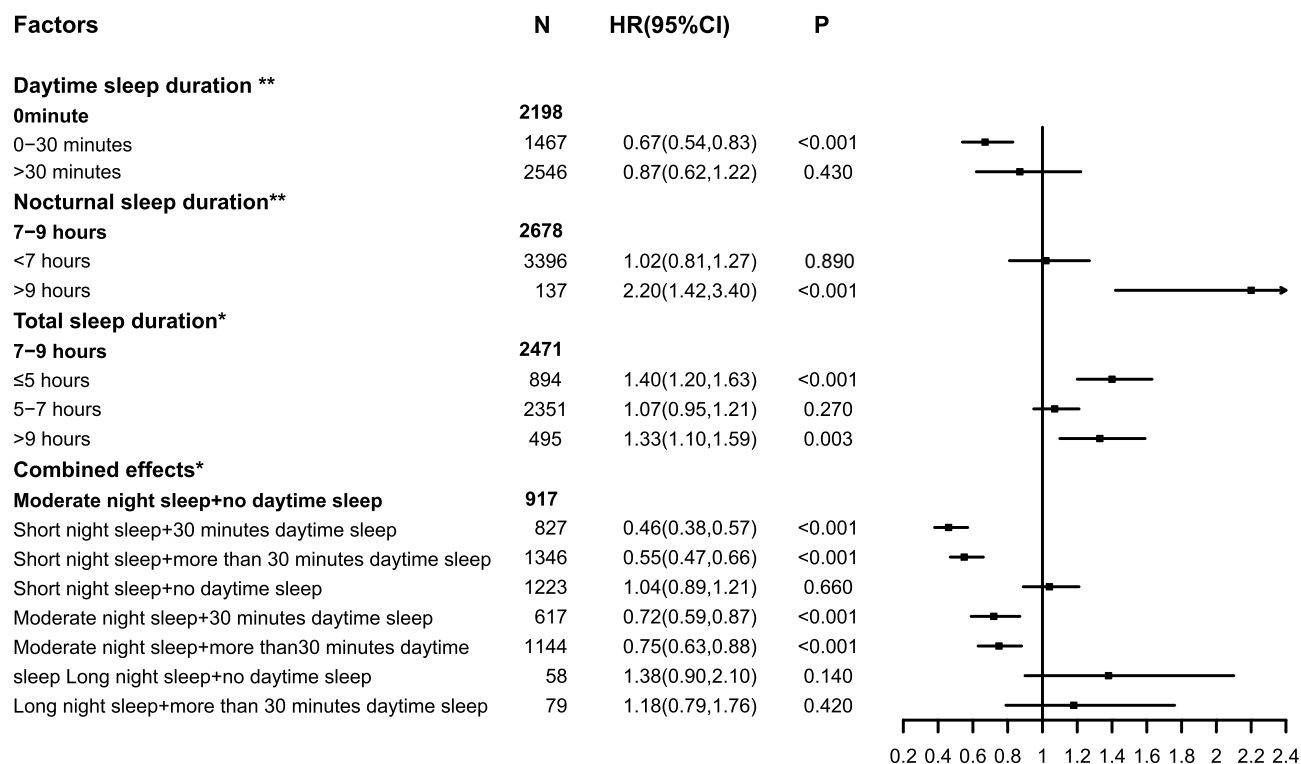 Factors N HR(95%CI) P
Daytime sleep duration **
0minute 2198
0−30 minutes 1467 0.67(0.54,0.83) <0.001
>30 minutes 2546 0.87(0.62,1.22) 0.430
Nocturnal sleep duration**
7−9 hours 2678
<7 hours 3396 1.02(0.81,1.27) 0.890
>9 hours 137 2.20(1.42,3.40) <0.001
Total sleep duration*
7−9 hours 2471
≤5 hours 894 1.40(1.20,1.63) <0.001
5−7 hours 2351 1.07(0.95,1.21) 0.270
>9 hours 495 1.33(1.10,1.59) 0.003
Combined effects*
Moderate night sleep+no daytime sleep 917
Short night sleep+30 minutes daytime sleep 827 0.46(0.38,0.57) <0.001
Short night sleep+more than 30 minutes daytime sleep 1346 0.55(0.47,0.66) <0.001
Short night sleep+no daytime sleep 1223 1.04(0.89,1.21) 0.660
Moderate night sleep+30 minutes daytime sleep 617 0.72(0.59,0.87) <0.001
Moderate night sleep+more than30 minutes daytime 1144 0.75(0.63,0.88) <0.001
sleep Long night sleep+no daytime sleep 58 1.38(0.90,2.10) 0.140
Long night sleep+more than 30 minutes daytime sleep 79 1.18(0.79,1.76) 0.420
0.2 0.4 0.6 0.8 1 1.2 1.4 1.6 1.8 2 2.2 2.4